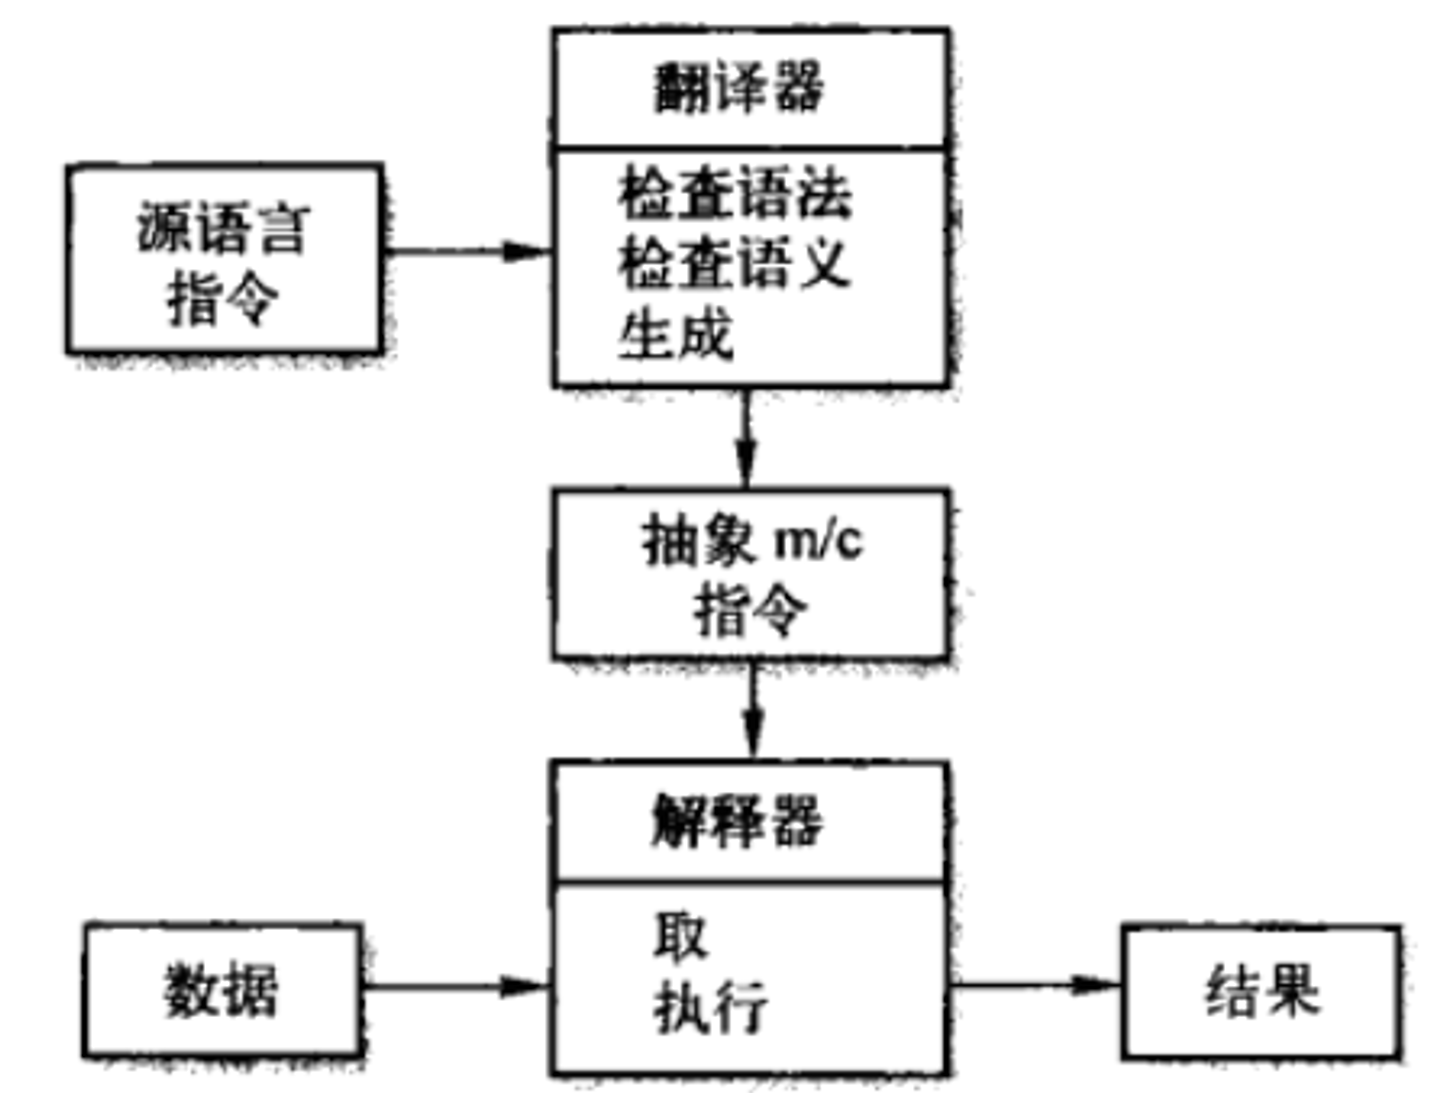 翻译器
源语言
指令
检查语法
检查语义
生成
抽象 m/c
指令
解释器
数据
取
执行
结果